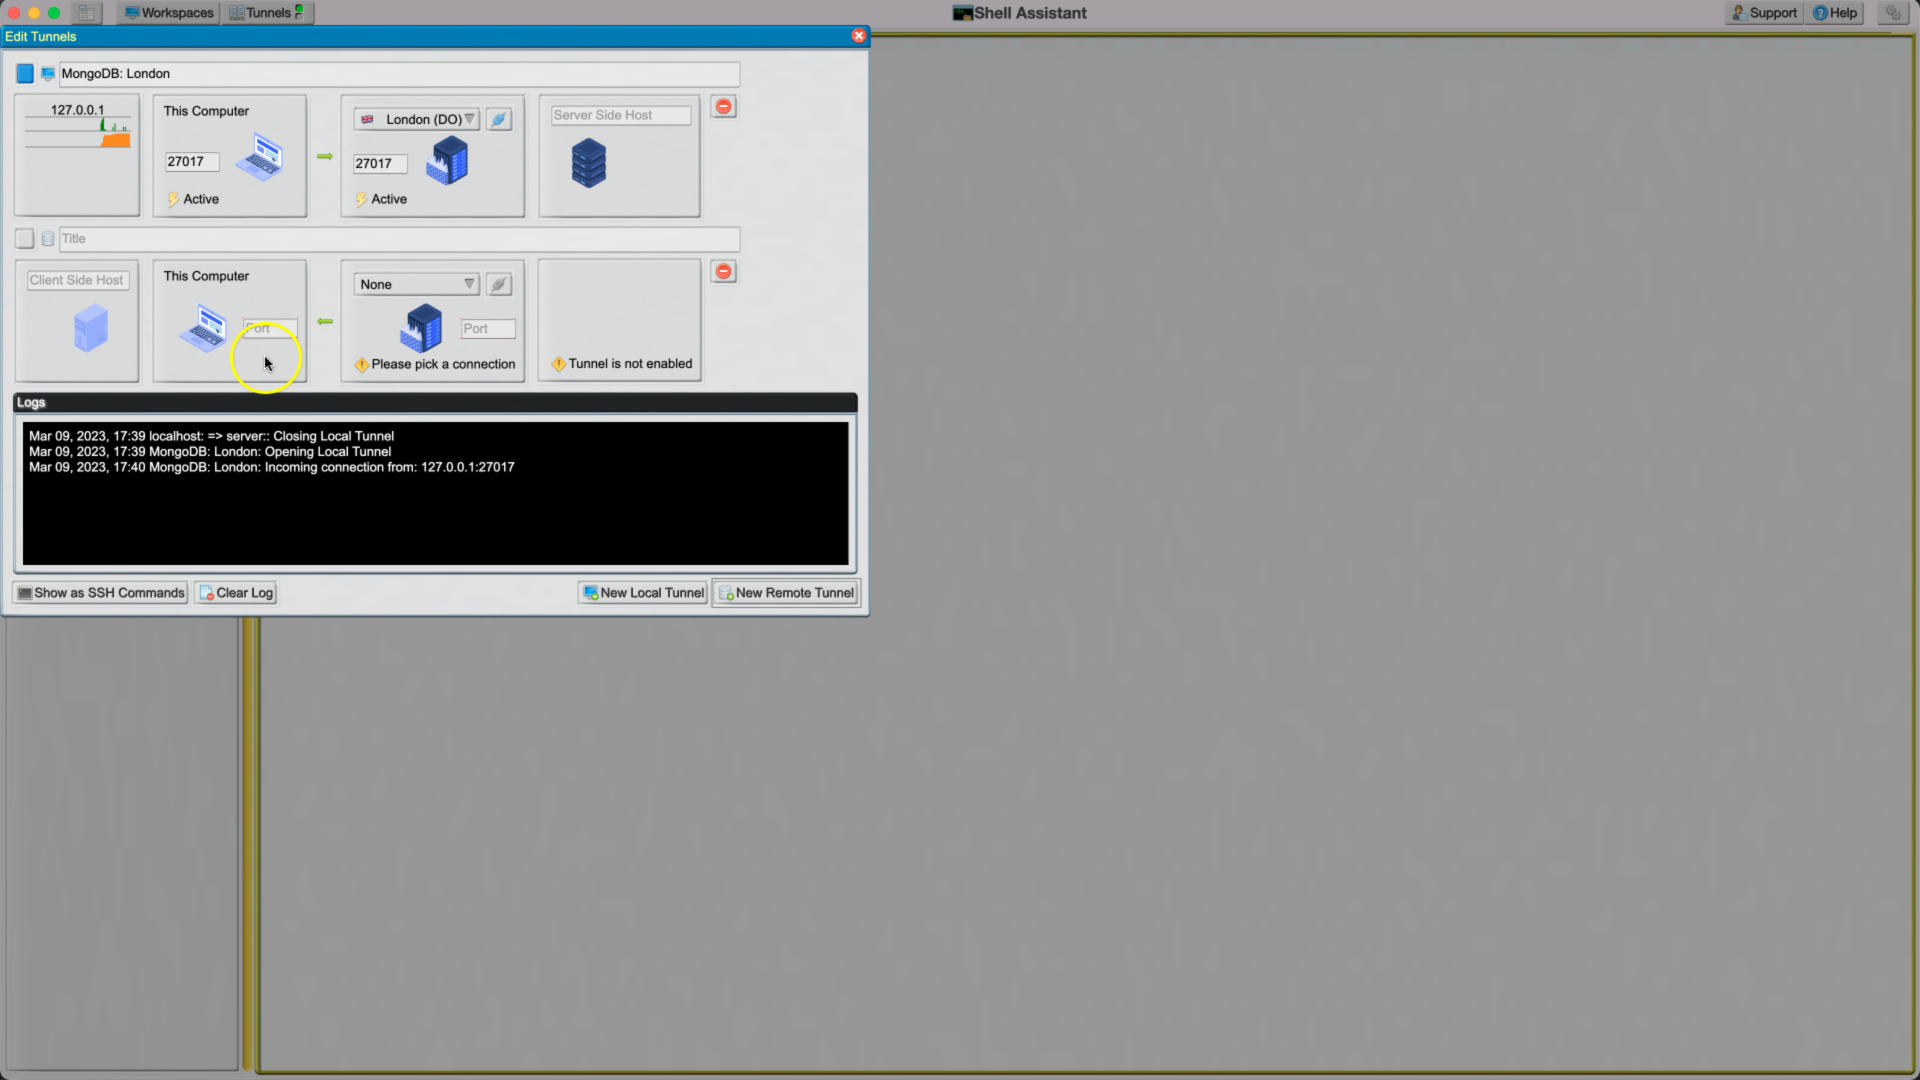 Workspaces Tunnels Shell Assistant Support Help
Edit Tunnels
MongoDB: London
127.0.0.1
This Computer
27017
Active
London (DO)
27017
Active
Server Side Host
Title
Client Side Host
This Computer
Port
None
Port
Please pick a connection
Tunnel is not enabled
Logs
Mar 09, 2023, 17:39 localhost: => server:: Closing Local Tunnel
Mar 09, 2023, 17:39 MongoDB: London: Opening Local Tunnel
Mar 09, 2023, 17:40 MongoDB: London: Incoming connection from: 127.0.0.1:27017
Show as SSH Commands Clear Log New Local Tunnel New Remote Tunnel